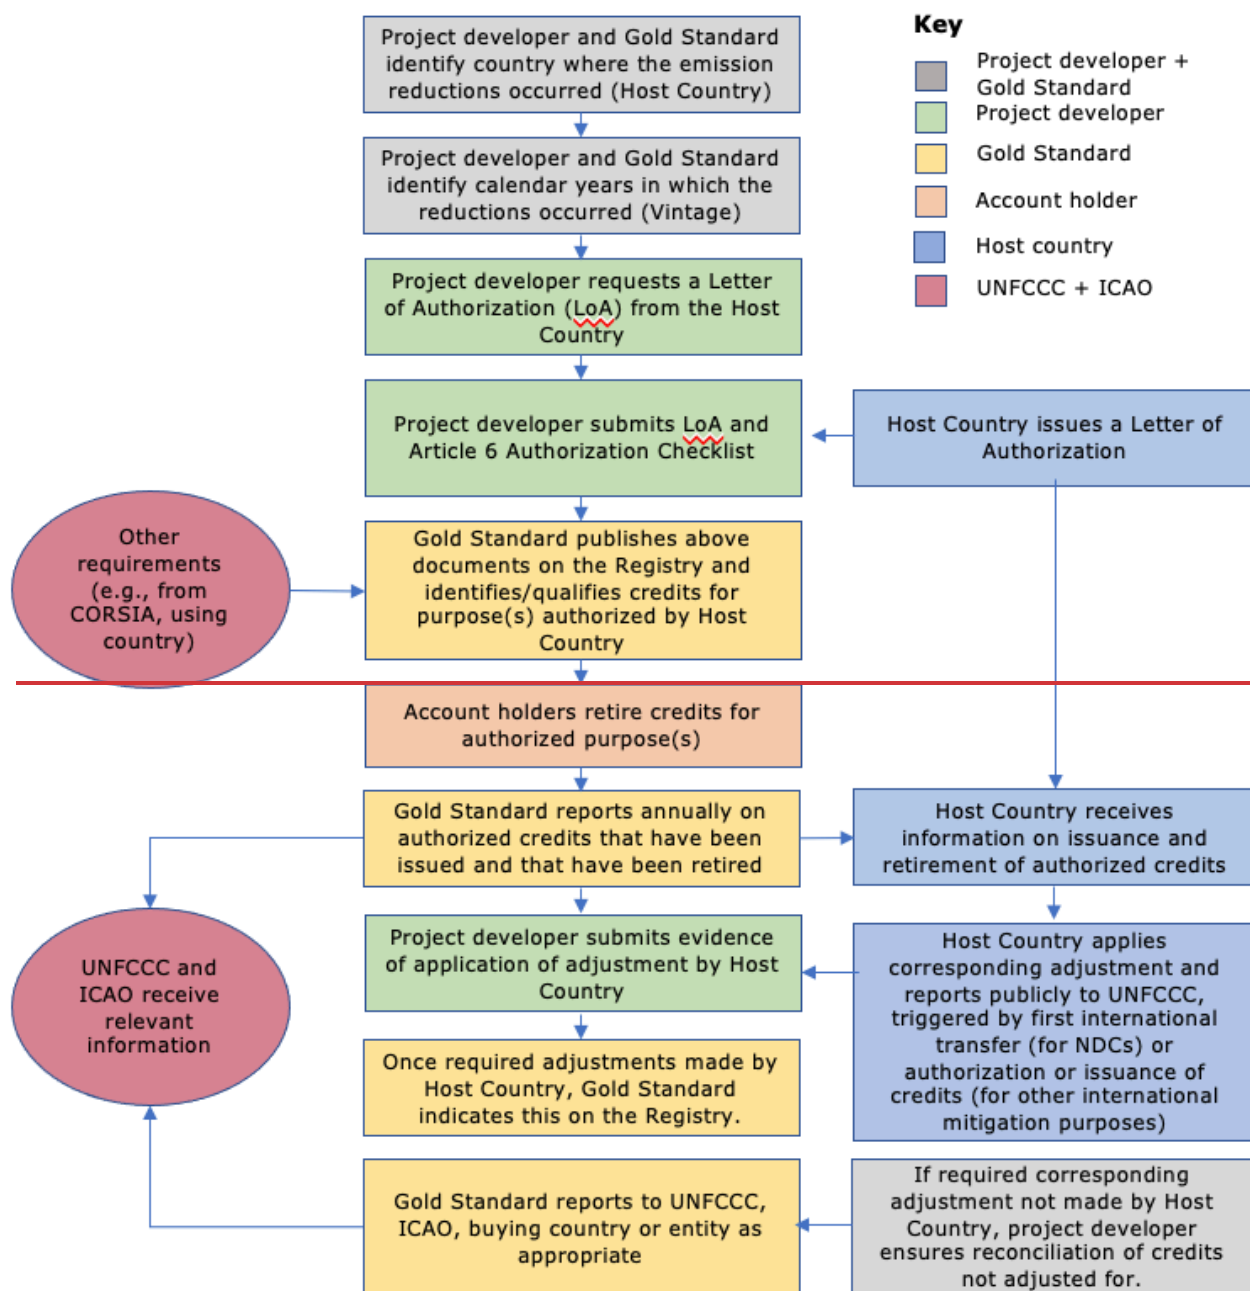 Project developer and Gold Standard
identify country where the emission
reductions occurred (Host Country)
Key
Project developer +
Gold Standard
Project developer
Gold Standard
Account holder
Host country
UNFCCC + ICAO
Project developer and Gold Standard
identify calendar years in which the
reductions occurred (Vintage)
Project developer requests a Letter
of Authorization (LoA) from the Host
Country
Project developer submits LoA and
Article 6 Authorization Checklist
Host Country issues a Letter of
Authorization
Other
requirements
(e.g., from
CORSIA, using
country)
Gold Standard publishes above
documents on the Registry and
identifies/qualifies credits for
purpose(s) authorized by Host
Country
Account holders retire credits for
authorized purpose(s)
Gold Standard reports annually on
authorized credits that have been
issued and that have been retired
Host Country receives
information on issuance and
retirement of authorized credits
UNFCCC and
ICAO receive
relevant
information
Project developer submits evidence
of application of adjustment by Host
Country
Host Country applies
corresponding adjustment and
reports publicly to UNFCCC,
triggered by first international
transfer (for NDCs) or
authorization or issuance of
credits (for other international
mitigation purposes)
Once required adjustments made by
Host Country, Gold Standard
indicates this on the Registry.
Gold Standard reports to UNFCCC,
ICAO, buying country or entity as
appropriate
If required corresponding
adjustment not made by Host
Country, project developer
ensures reconciliation of credits
not adjusted for.